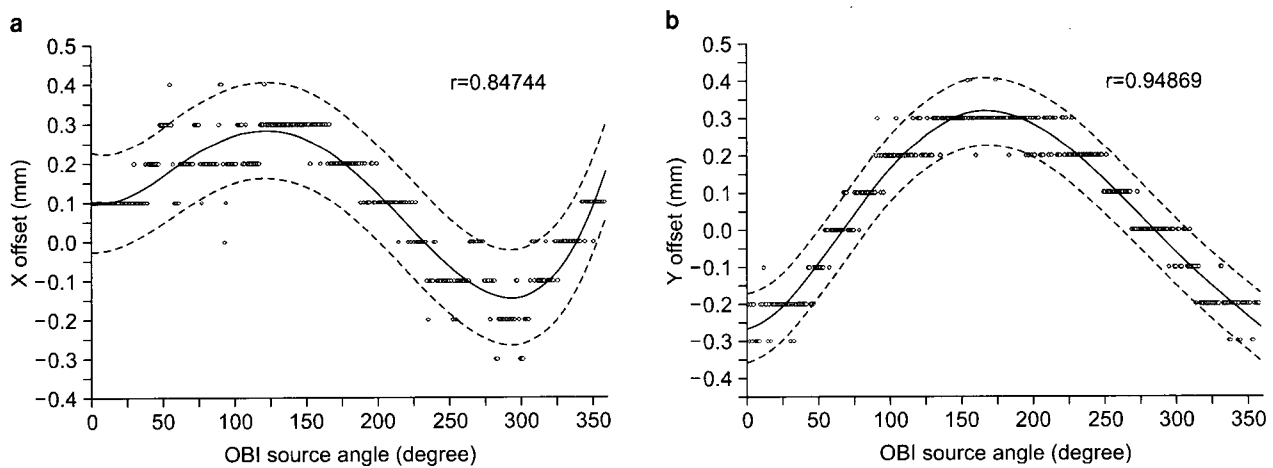 a
0.5
0.4
0.3
0.2
0.1
0.0
−0.1
−0.2
−0.3
−0.4
X offset (mm)
r=0.84744
0 50 100 150 200 250 300 350
OBI source angle (degree)
b
0.5
0.4
0.3
0.2
0.1
0.0
−0.1
−0.2
−0.3
−0.4
Y offset (mm)
r=0.94869
0 50 100 150 200 250 300 350
OBI source angle (degree)